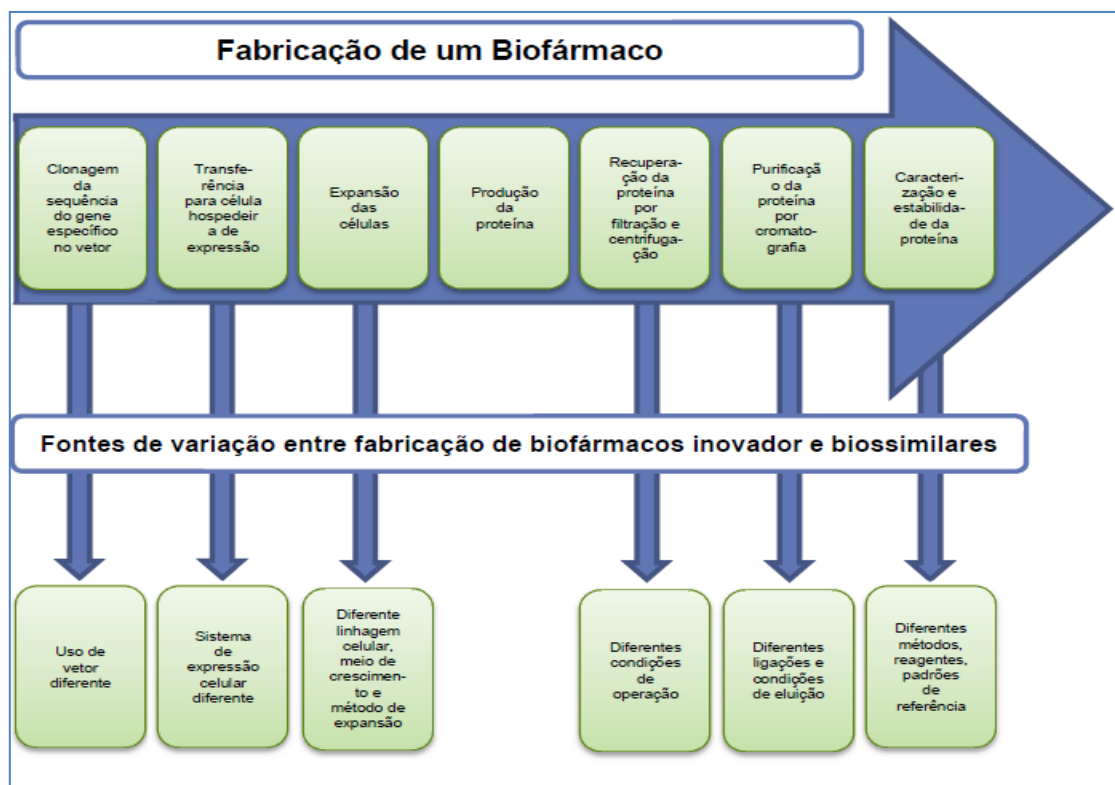 Fabricação de um Biofármaco
Clonagem
da
sequência
do gene
específico
no vetor
Transfe-
rência
para célula
hospedeir
a de
expressão
Expansão
das
células
Produção
da
proteína
Recupera-
ção da
proteína
por
filtração e
centrifuga-
ção
Purificaçã
o da
proteína
por
cromato-
grafia
Caracteri-
zação e
estabilida-
de da
proteína
Fontes de variação entre fabricação de biofármacos inovador e biossimilares
Uso de
vetor
diferente
Sistema
de
expressão
celular
diferente
Diferente
linhagem
celular,
meio de
crescimen-
to e
método de
expansão
Diferentes
condições
de
operação
Diferentes
ligações e
condições
de eluição
Diferentes
métodos,
reagentes,
padrões
de
referência